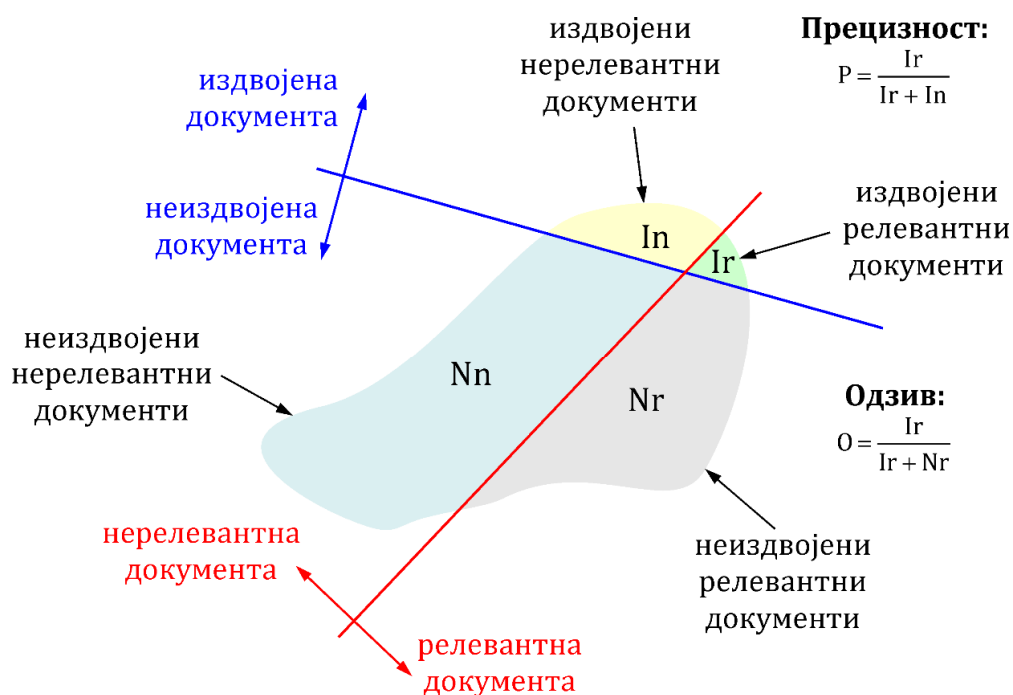 издвојени
нерелевантни
документи
Прецизност:
P = Ir / Ir + In
издвојена
документа
неиздвојена
документа
издвојени
релевантни
документи
In
Ir
неиздвојени
нерелевантни
документи
Nn
Nr
Одзив:
O = Ir / Ir + Nr
нерелевантна
документа
неиздвојени
релевантни
документи
релевантна
документа